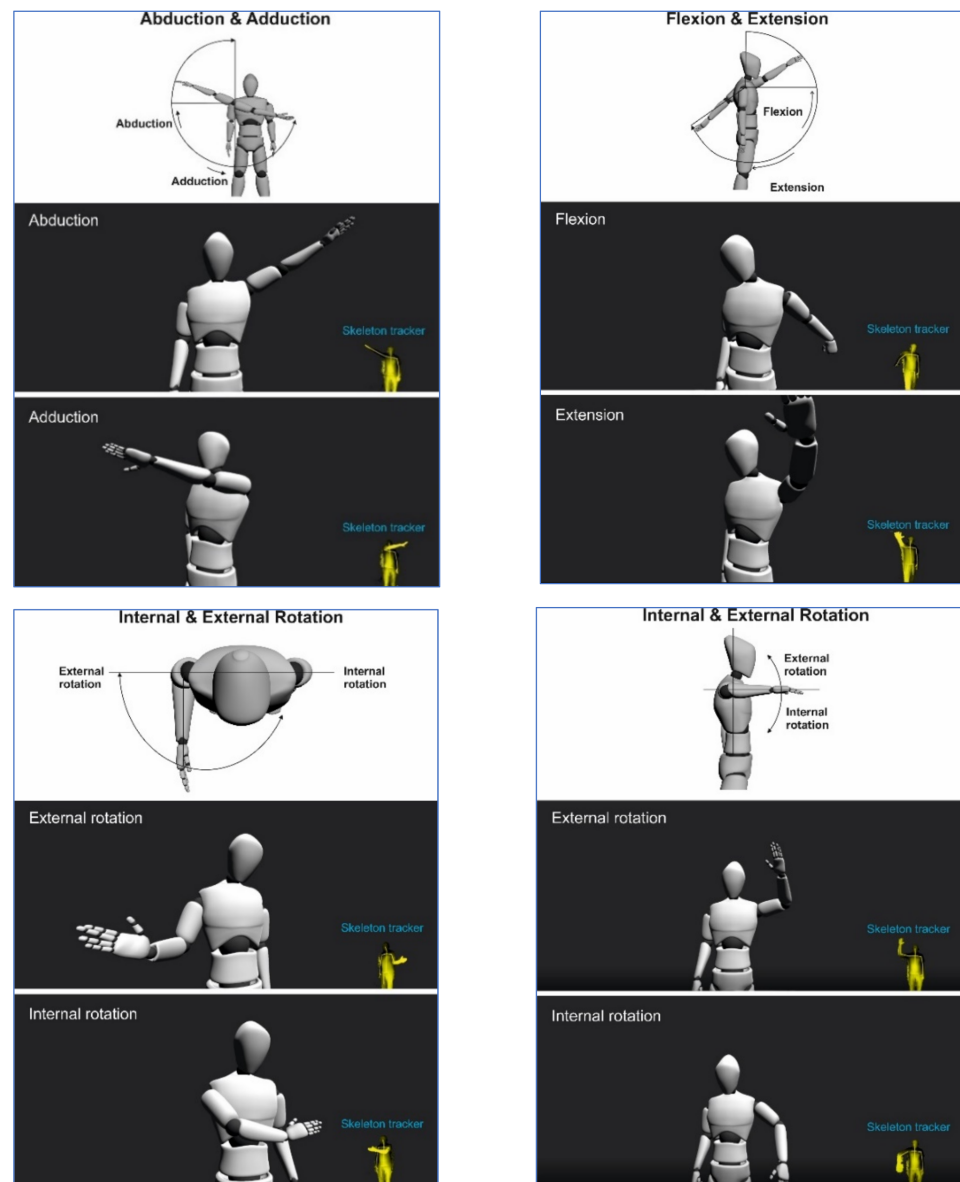 Abduction & Adduction
Abduction
Adduction
Abduction
Skeleton tracker
Adduction
Skeleton tracker
Flexion & Extension
Flexion
Extension
Flexion
Skeleton tracker
Extension
Skeleton tracker
Internal & External Rotation
External
rotation
Internal
rotation
External rotation
Skeleton tracker
Internal rotation
Skeleton tracker
Internal & External Rotation
External
rotation
Internal
rotation
External rotation
Skeleton tracker
Internal rotation
Skeleton tracker